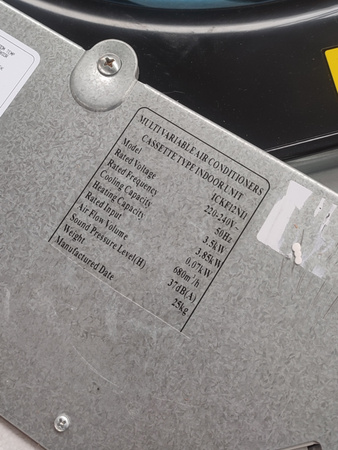 MULTIVARIABLE AIR CONDITIONERS
CASSETTE TYPE INDOOR UNIT
Model ICKF12NI
Rated Voltage 220-240V~
Rated Frequency 50Hz
Cooling Capacity 3.5kW
Heating Capacity 3.85kW
Rated Input 0.07kW
Air Flow Volume 680m³/h
Sound Pressure Level(H) 37dB(A)
Weight 25kg
Manufactured Date